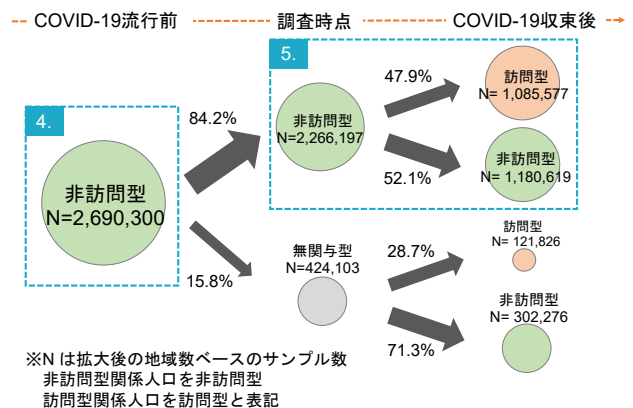 COVID-19流行前
調査時点
COVID-19収束後
4.
非訪問型
N=2,690,300
84.2%
15.8%
5.
非訪問型
N=2,266,197
47.9%
52.1%
訪問型
N= 1,085,577
非訪問型
N= 1,180,619
無関与型
N=424,103
28.7%
71.3%
訪問型
N= 121,826
非訪問型
N= 302,276
※N は拡大後の地域数ベースのサンプル数
非訪問型関係人口を非訪問型
訪問型関係人口を訪問型と表記